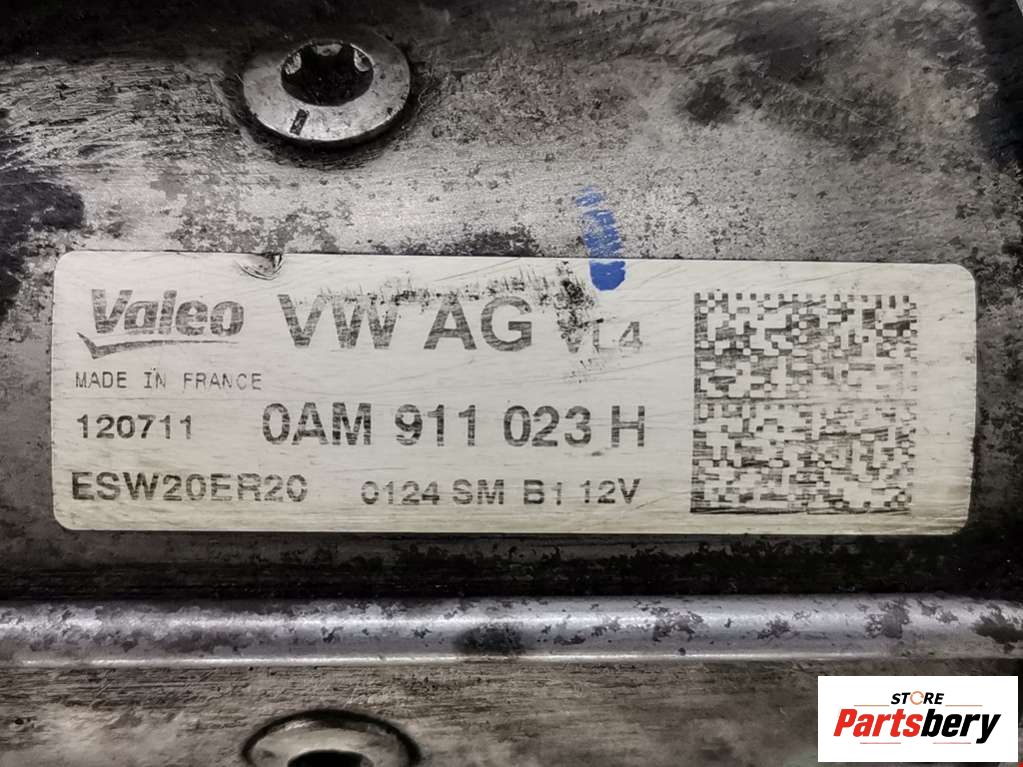 Valeo VW AG V1.4
MADE IN FRANCE
120711 0AM 911 023 H
ESW20ER20 0124 SM B1 12V
STORE
Partsbery